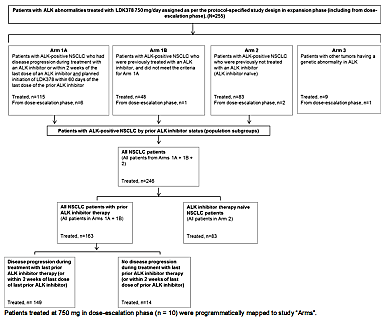 Patients with ALK abnormalities treated with LDK378 750 mg/day assigned as per the protocol-specified study design in expansion phase (including from dose-
escalation phase), (N=255)
Arm 1A
Patients with ALK-positive NSCLC who had
disease progression during treatment with
an ALK inhibitor or within 2 weeks of the
last dose of an ALK inhibitor and planned
initiation of LDK378 within 60 days of the
last dose of the prior ALK inhibitor
Treated, n=115
From dose-escalation phase, n=6
Arm 1B
Patients with ALK-positive NSCLC who
were previously treated with an ALK
inhibitor, and did not meet the criteria
for Arm 1A
Treated, n=48
From dose-escalation phase, n=1
Arm 2
Patients with ALK-positive NSCLC who
were previously not treated with
an ALK inhibitor
(ALK inhibitor naïve)
Treated, n=83
From dose-escalation phase, n=2
Arm 3
Patients with other tumors having a
genetic abnormality in ALK
Treated, n=9
From dose-escalation phase, n=1
Patients with ALK-positive NSCLC by prior ALK inhibitor status (population subgroups)
All NSCLC
patients
(All patients from Arms 1A + 1B +
2)
Treated, n=246
All NSCLC patients with prior
ALK inhibitor therapy
(All patients in Arms 1A + 1B)
Treated, n=163
ALK inhibitor therapy naïve
NSCLC patients
(All patients in Arm 2)
Treated, n=83
Disease progression during
treatment with last prior
ALK inhibitor therapy (or
within 2 weeks of last dose
of last prior ALK inhibitor)
Treated, n= 149
No disease progression during
treatment with last prior
ALK inhibitor therapy
(or within 2 weeks of last
dose of prior ALK inhibitor)
Treated, n=14
Patients treated at 750 mg in dose-escalation phase (n = 10) were programmatically mapped to study "Arms".